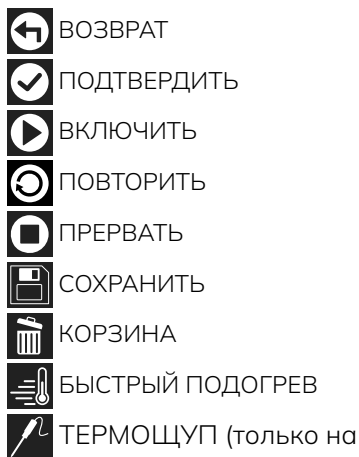 ВОЗВРАТ
ПОДТВЕРДИТЬ
ВКЛЮЧИТЬ
ПОВТОРИТЬ
ПРЕРВАТЬ
СОХРАНИТЬ
КОРЗИНА
БЫСТРЫЙ ПОДОГРЕВ
ТЕРМОЩУП (только на